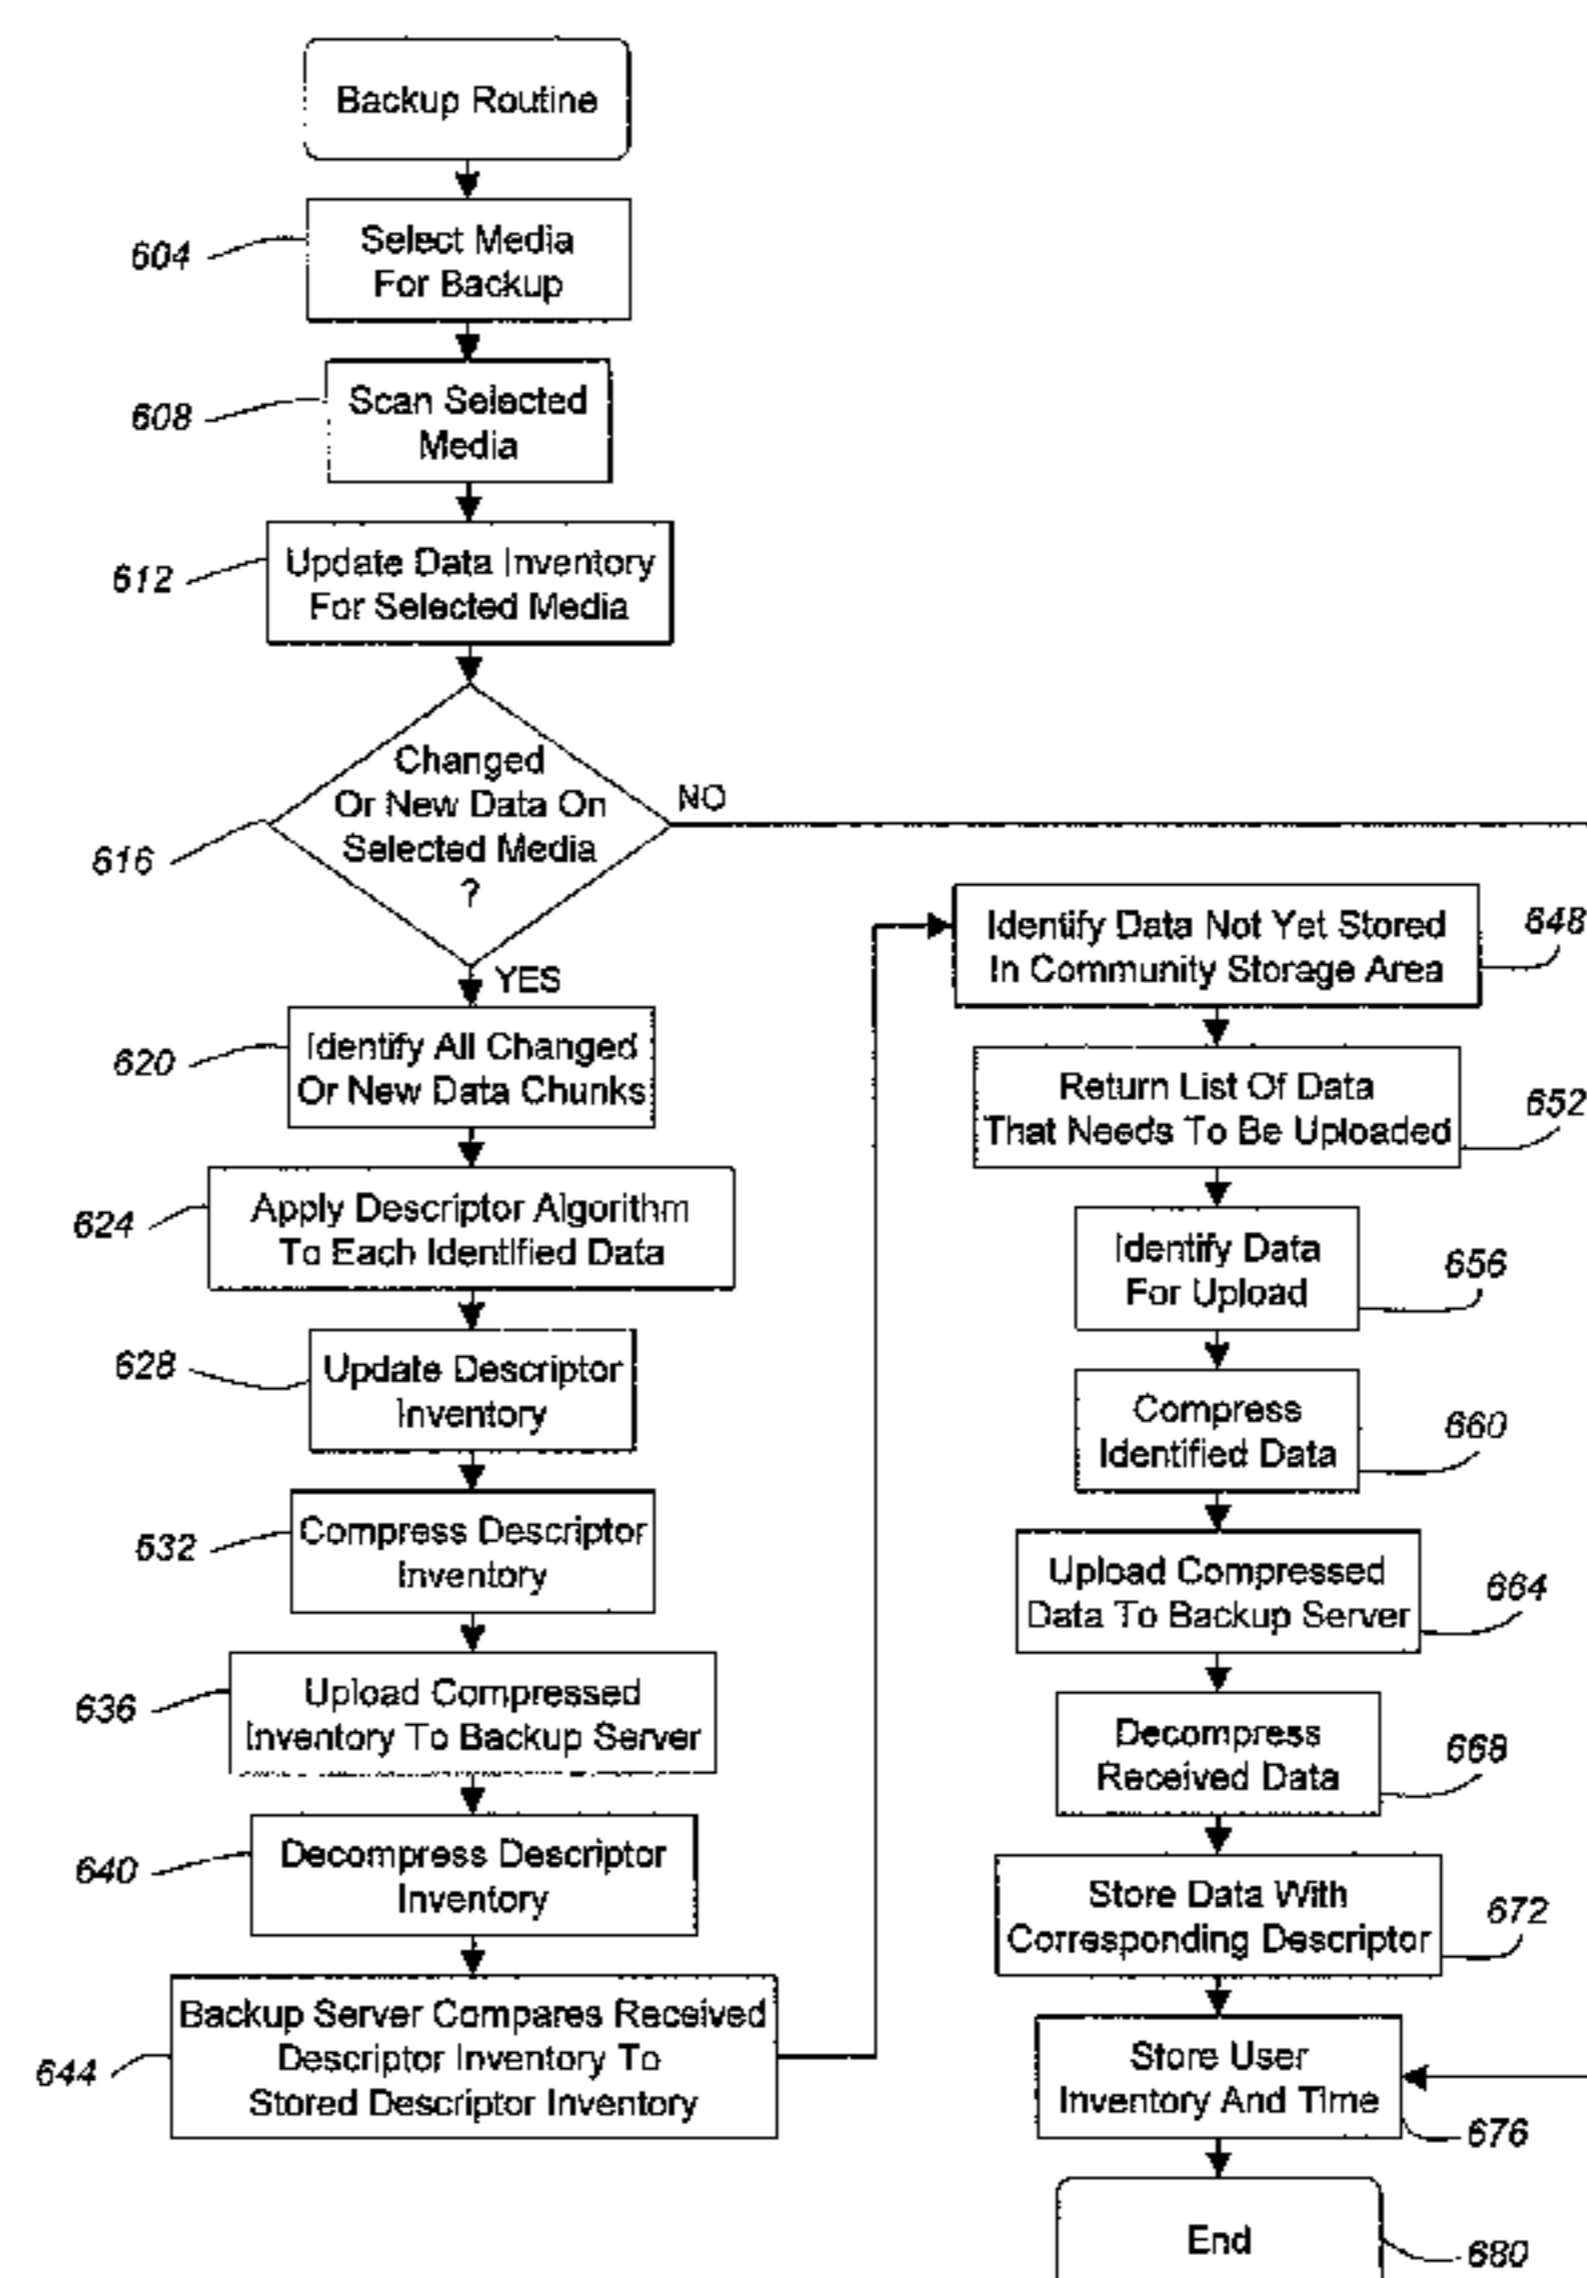 Backup Routine
604
Select Media
For Backup
608
Scan Selected
Media
612
Update Data Inventory
For Selected Media
616
Changed
Or New Data On
Selected Media
?
NO
YES
620
Identify All Changed
Or New Data Chunks
624
Apply Descriptor Algorithm
To Each Identified Data
628
Update Descriptor
Inventory
632
Compress Descriptor
Inventory
636
Upload Compressed
Inventory To Backup Server
640
Decompress Descriptor
Inventory
644
Backup Server Compares Received
Descriptor Inventory To
Stored Descriptor Inventory
Identify Data Not Yet Stored
In Community Storage Area
648
Return List Of Data
That Needs To Be Uploaded
652
Identify Data
For Upload
656
Compress
Identified Data
660
Upload Compressed
Data To Backup Server
664
Decompress
Received Data
668
Store Data With
Corresponding Descriptor
672
Store User
Inventory And Time
676
End
680